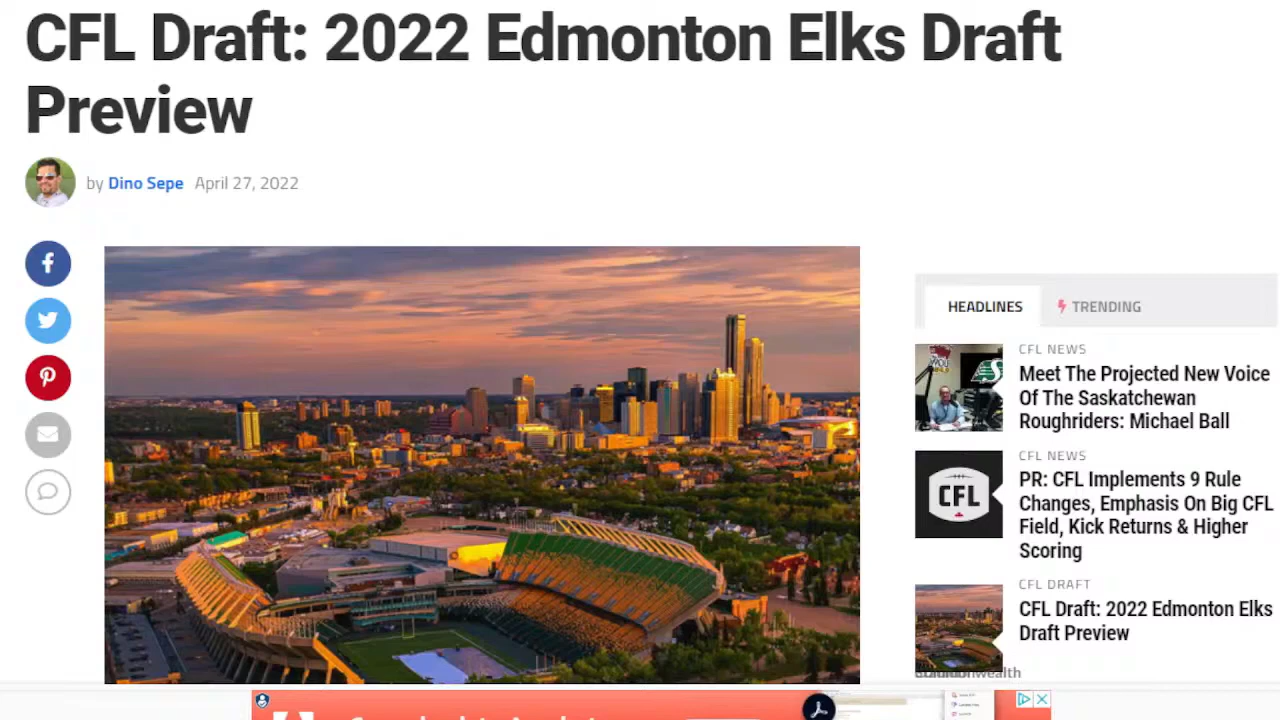 CFL Draft: 2022 Edmonton Elks Draft
Preview
by Dino Sepe April 27, 2022
HEADLINES
TRENDING
CFL NEWS
Meet The Projected New Voice
Of The Saskatchewan
Roughriders: Michael Ball
CFL NEWS
PR: CFL Implements 9 Rule
Changes, Emphasis On Big CFL
Field, Kick Returns & Higher
Scoring
CFL
CFL DRAFT
CFL Draft: 2022 Edmonton Elks
Draft Preview